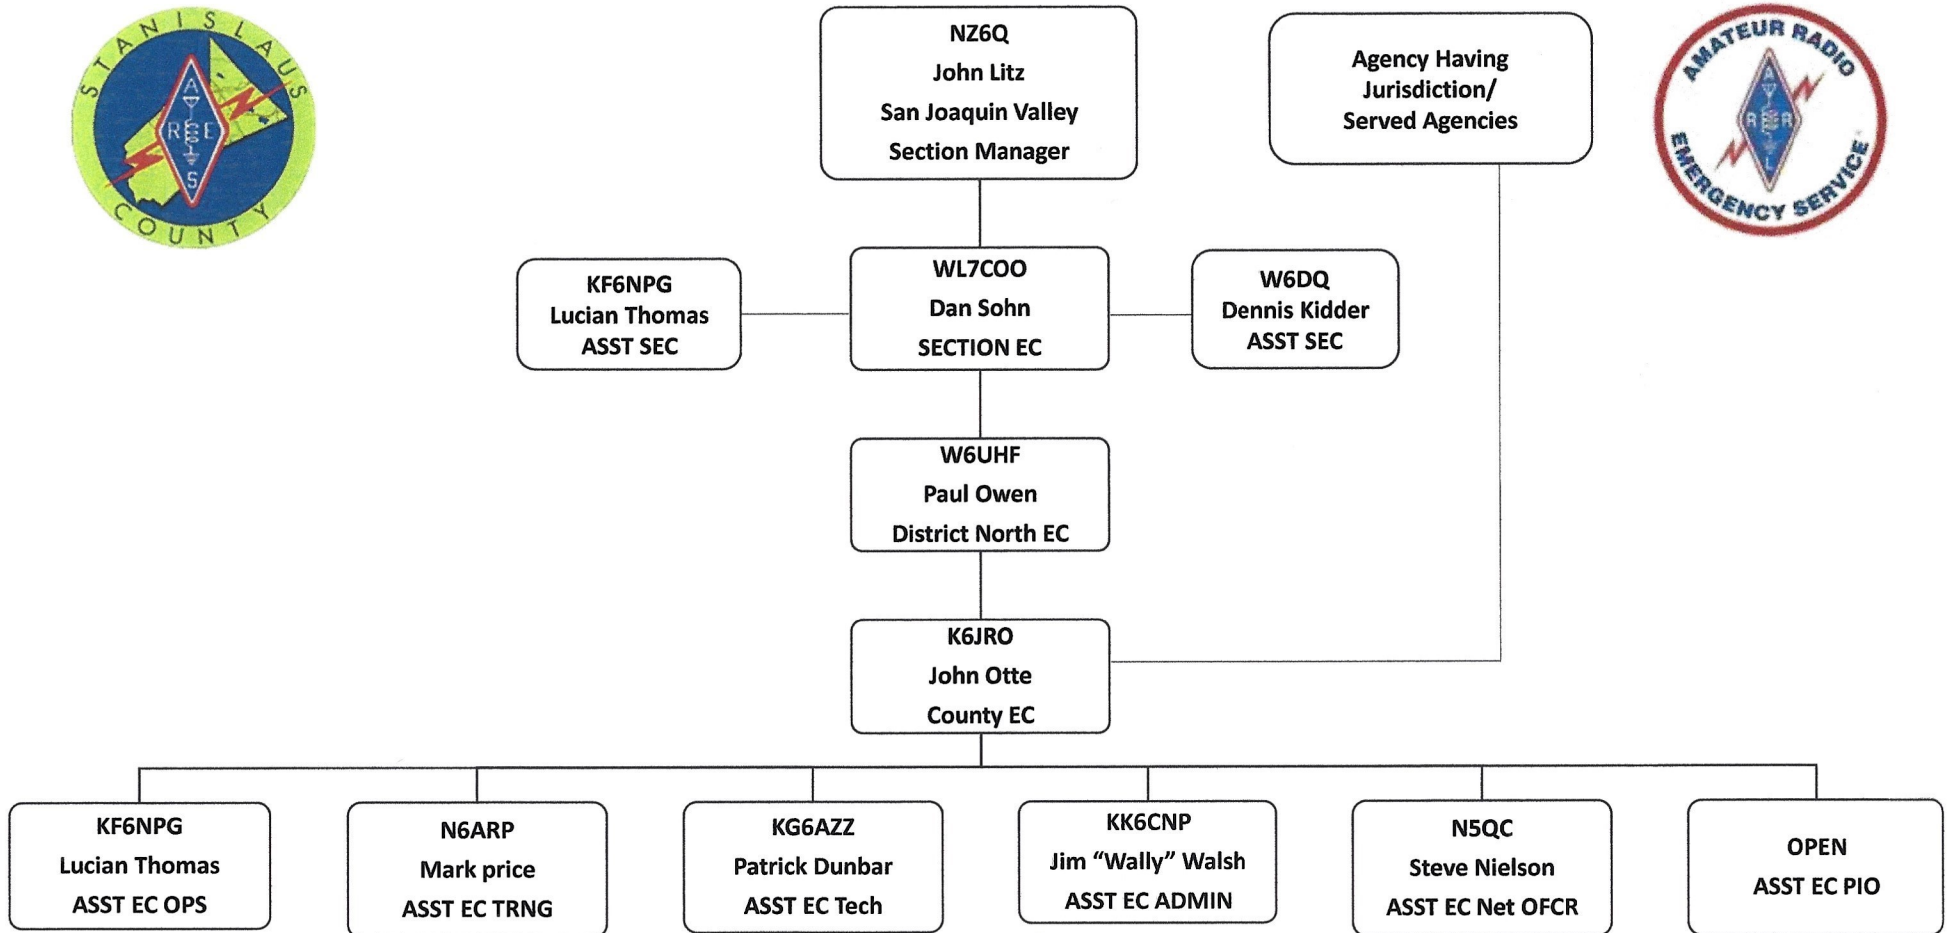 STANISLAUS
COUNTY
A
R E
S
NZ6Q
John Litz
San Joaquin Valley
Section Manager
Agency Having
Jurisdiction/
Served Agencies
AMATEUR RADIO
A
R R
L
EMERGENCY SERVICE
KF6NPG
Lucian Thomas
ASST SEC
WL7COO
Dan Sohn
SECTION EC
W6DQ
Dennis Kidder
ASST SEC
W6UHF
Paul Owen
District North EC
K6JRO
John Otte
County EC
KF6NPG
Lucian Thomas
ASST EC OPS
N6ARP
Mark price
ASST EC TRNG
KG6AZZ
Patrick Dunbar
ASST EC Tech
KK6CNP
Jim “Wally” Walsh
ASST EC ADMIN
N5QC
Steve Nielson
ASST EC Net OFCR
OPEN
ASST EC PIO